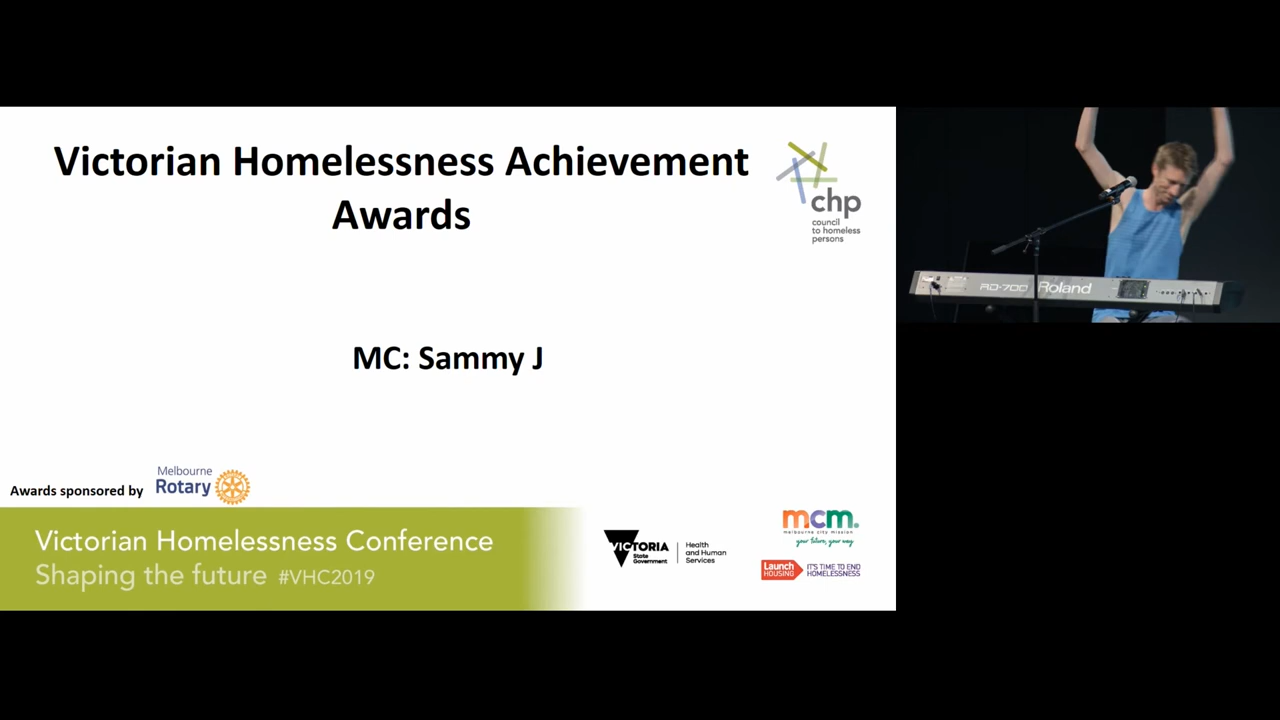 Victorian Homelessness Achievement
Awards
chp
council
to homeless
persons
MC: Sammy J
Awards sponsored by
Melbourne
Rotary
Victorian Homelessness Conference
Shaping the future #VHC2019
VICTORIA
State
Government
Health
and Human
Services
mcm.
melbourne city mission
your future, your way
Launch
HOUSING
IT'S TIME TO END
HOMELESSNESS
RD-700 Roland